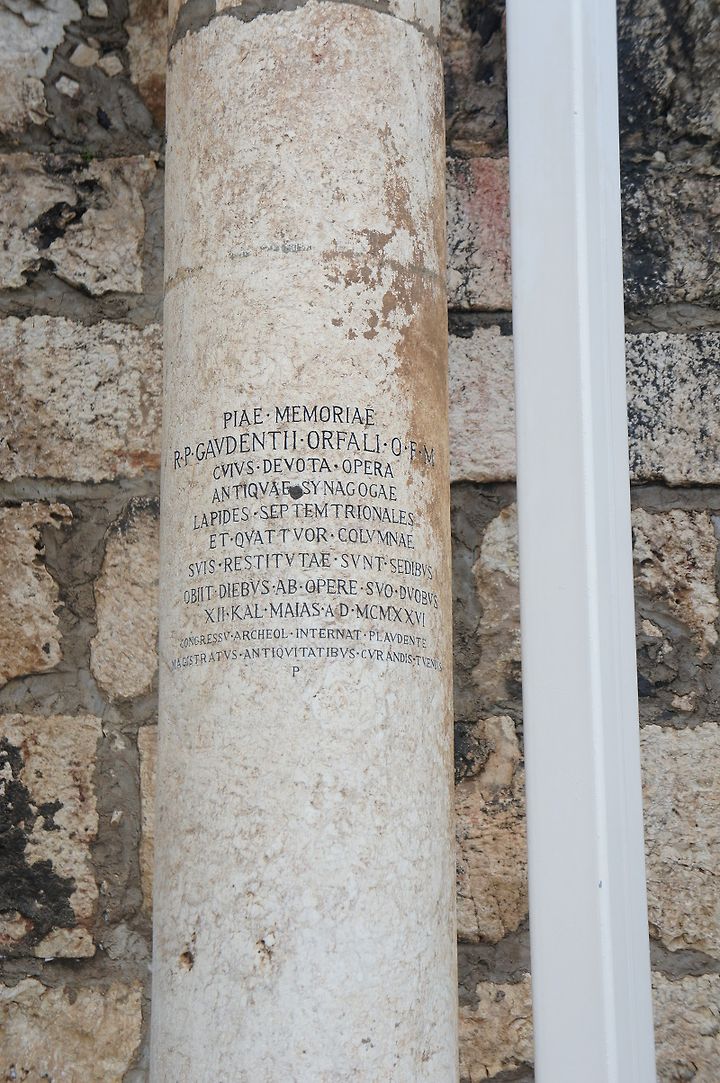 PIAE · MEMORIAE
R · P · GAVDENTII · ORFALI · O · F · M
CVIVS · DEVOTA · OPERA
ANTIQVAE · SYNAGOGAE
LAPIDES · SEPTEMTRIONALES
ET · QVATTVOR · COLVMNAE
SVIS · RESTITVTAE · SVNT · SEDIBVS
OBIIT · DIEBVS · AB · OPERE · SVO · DVOBVS
XII · KAL · MAIAS · A D · MCMXXVI
CONGRESSV · ARCHEOL · INTERNAT · PLAVDENTE
MAGISTRATVS · ANTIQVITATIBVS · CVRANDIS · TVENDIS
P